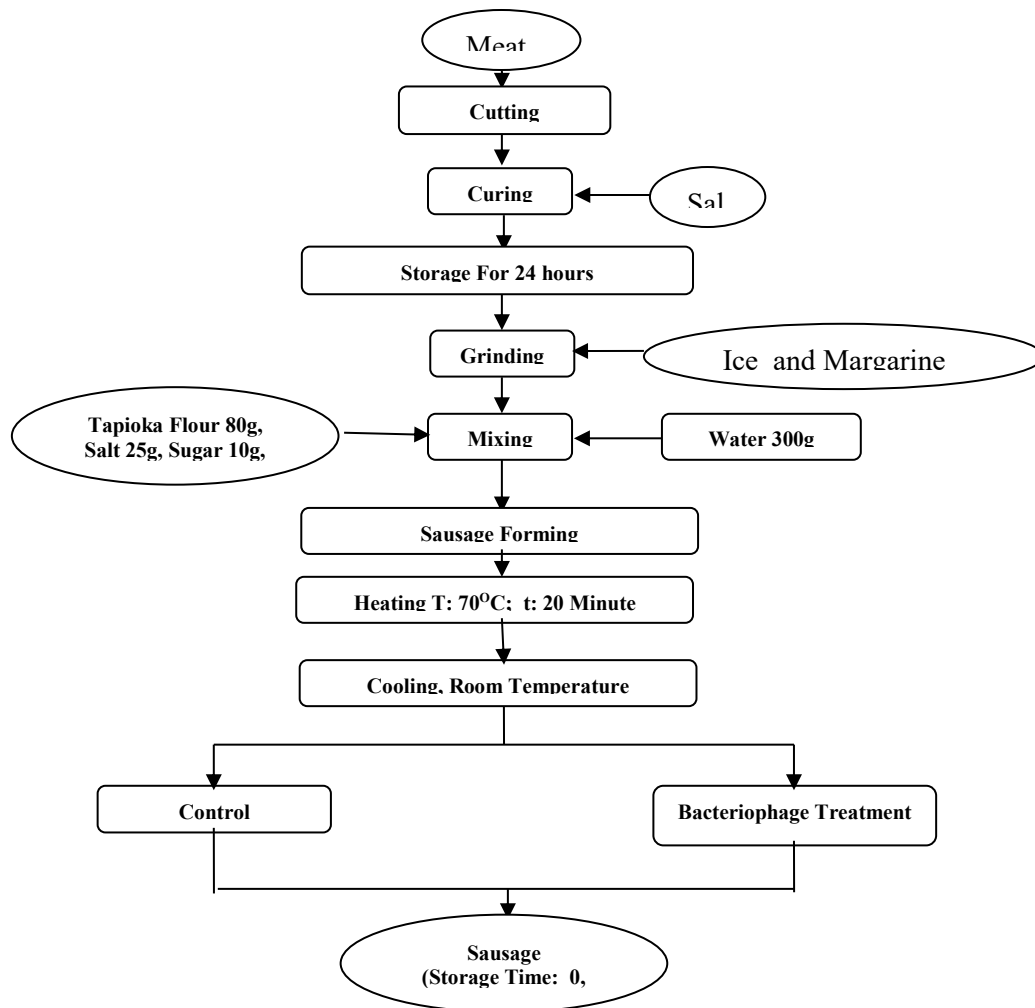 Meat
Cutting
Curing
Sal
Storage For 24 hours
Grinding
Ice and Margarine
Tapioka Flour 80g,
Salt 25g, Sugar 10g,
Mixing
Water 300g
Sausage Forming
Heating T: 70⁰C; t: 20 Minute
Cooling, Room Temperature
Control
Bacteriophage Treatment
Sausage
(Storage Time: 0,